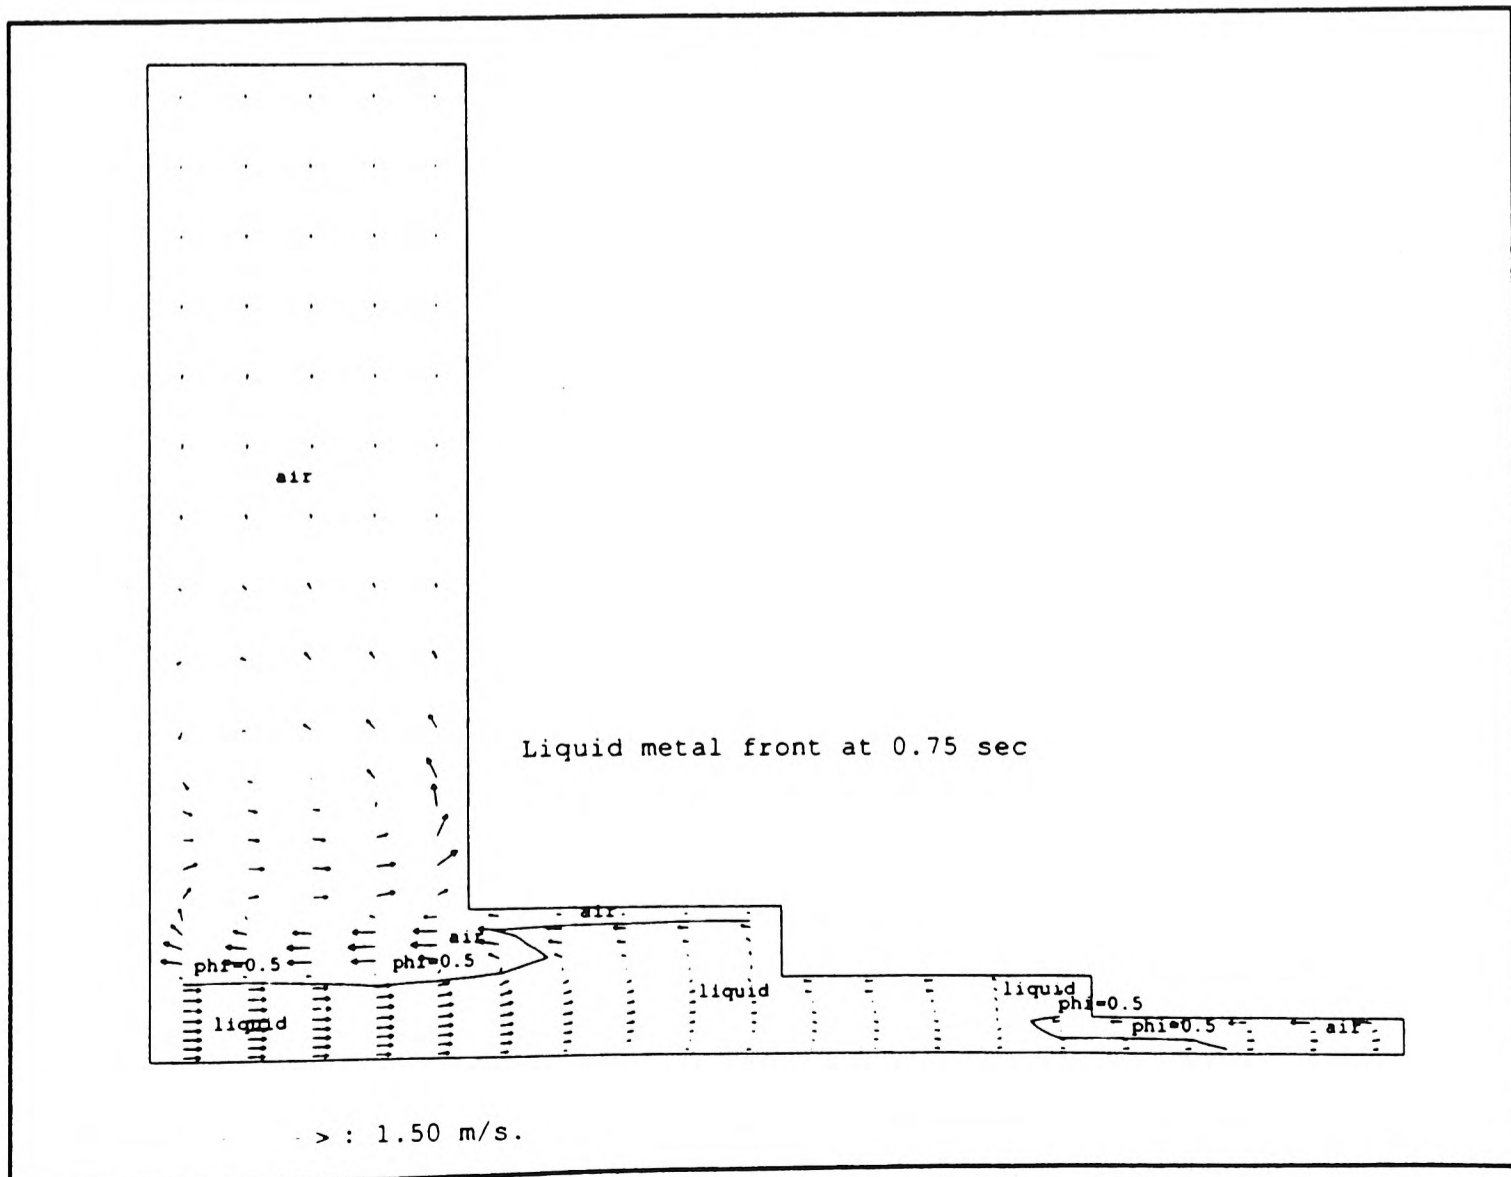 air
Liquid metal front at 0.75 sec
air
air
phi=0.5
phi=0.5
liquid
liquid
phi=0.5
liquid
phi=0.5
air
> : 1.50 m/s.